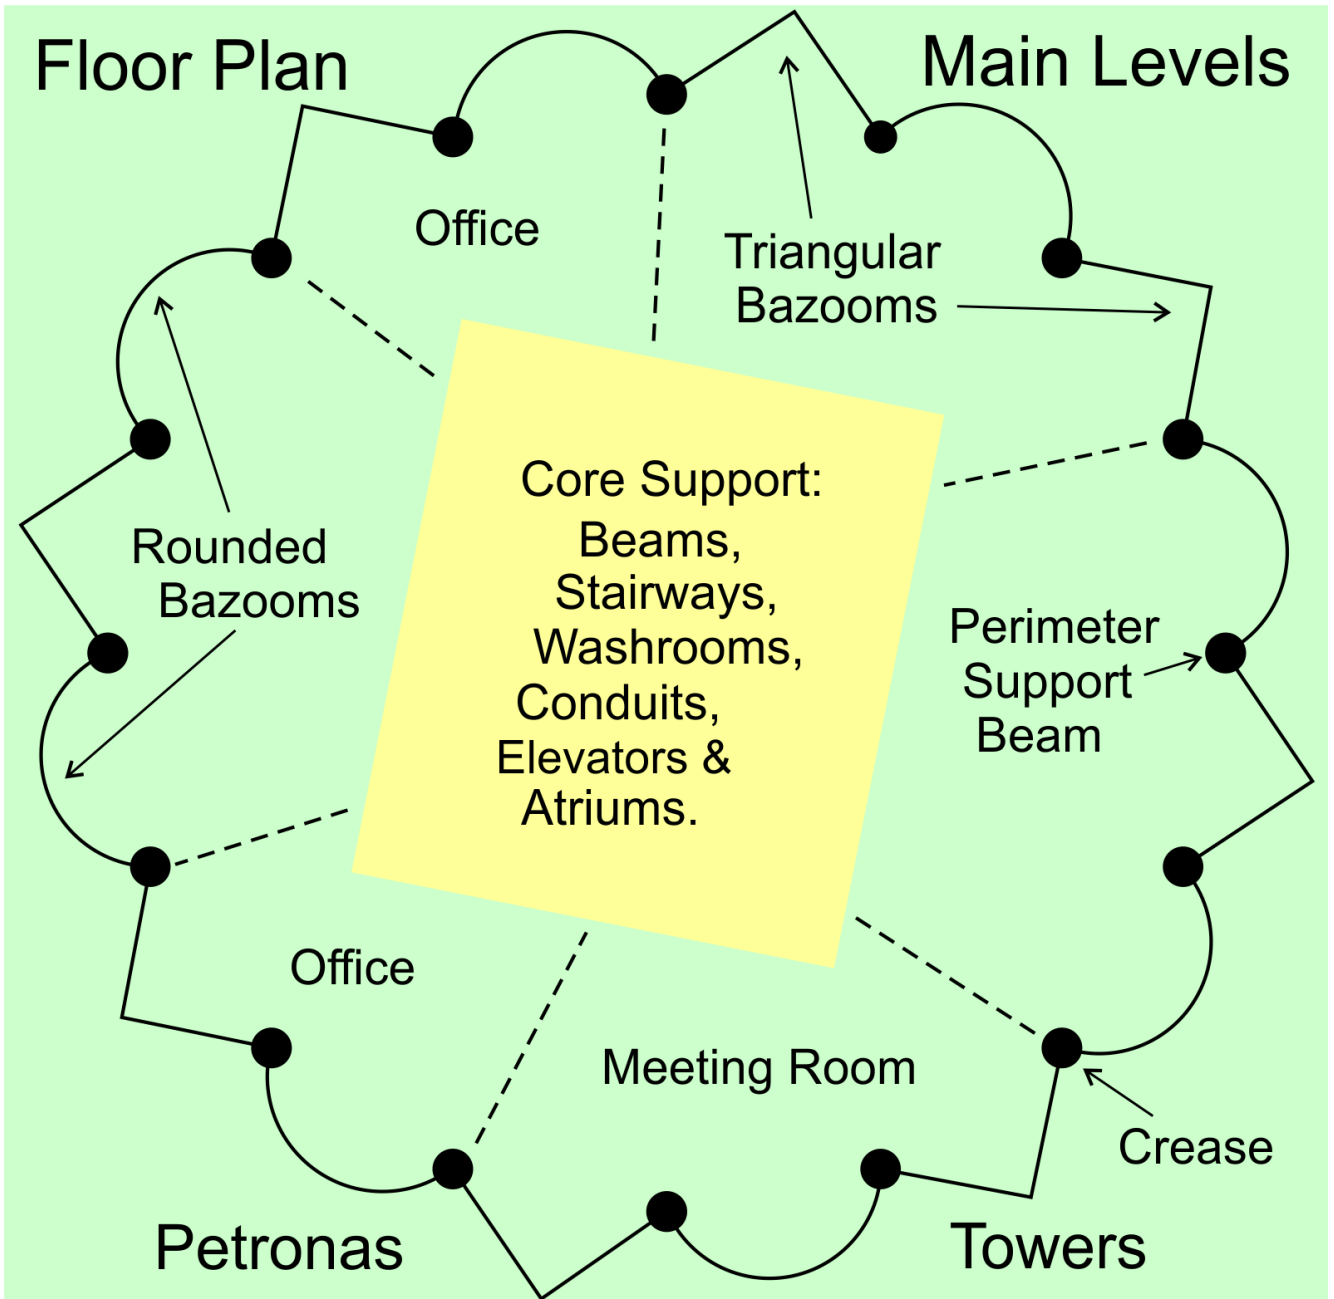 Floor Plan
Main Levels
Office
Triangular
Bazooms
Core Support:
Beams,
Stairways,
Washrooms,
Conduits,
Elevators &
Atriums.
Rounded
Bazooms
Perimeter
Support
Beam
Office
Meeting Room
Crease
Petronas
Towers